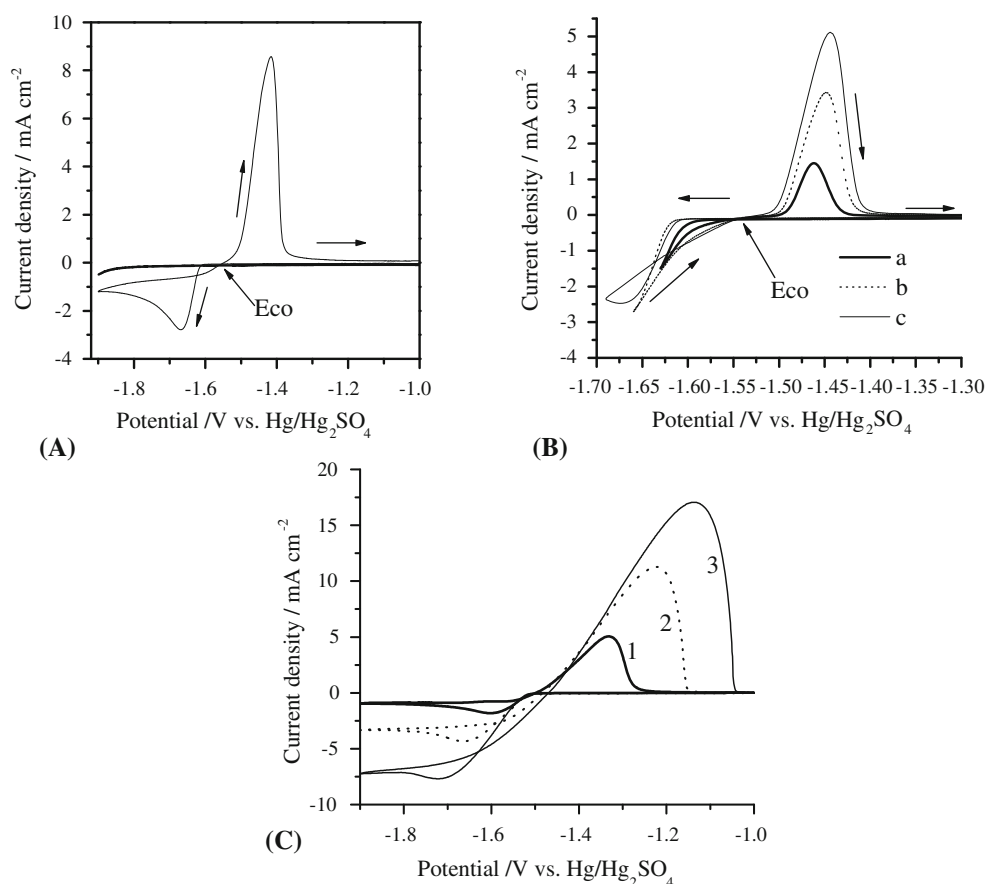 10
8
6
4
2
0
-2
-4
-1.8 -1.6 -1.4 -1.2 -1.0
Current density / mA cm⁻²
Potential /V vs. Hg/Hg₂SO₄
Eco
(A)
5
4
3
2
1
0
-1
-2
-3
-4
-1.70 -1.65 -1.60 -1.55 -1.50 -1.45 -1.40 -1.35 -1.30
Current density / mA cm⁻²
Potential /V vs. Hg/Hg₂SO₄
Eco
a
b
c
(B)
20
15
10
5
0
-5
-10
-1.8 -1.6 -1.4 -1.2 -1.0
Current density / mA cm⁻²
Potential /V vs. Hg/Hg₂SO₄
1
2
3
(C)